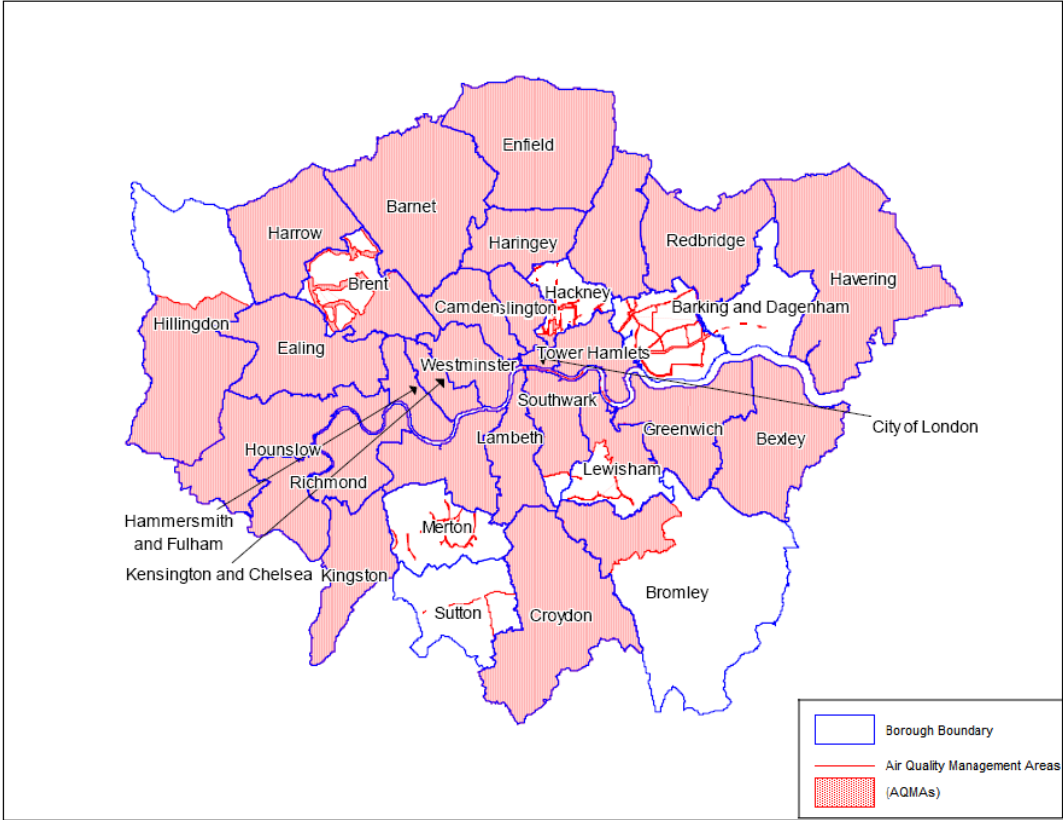 Enfield
Barnet
Harrow
Haringey
Redbridge
Havering
Brent
Hackney
Camden
slington
Barking and Dagenham
Hillingdon
Ealing
Tower Hamlets
Westminster
Southwark
City of London
Greenwich
Lambeth
Bexley
Hounslow
Lewisham
Richmond
Hammersmith
and Fulham
Merton
Kensington and Chelsea
Kingston
Bromley
Sutton
Croydon
Borough Boundary
Air Quality Management Areas
(AQMAs)